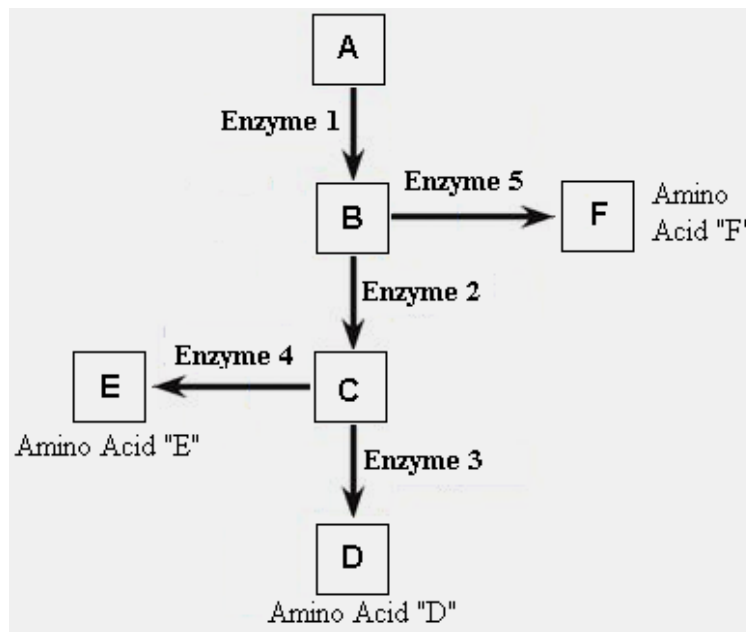 A
Enzyme 1
Enzyme 5
B
F
Amino
Acid "F"
Enzyme 2
Enzyme 4
E
C
Amino Acid "E"
Enzyme 3
D
Amino Acid "D"